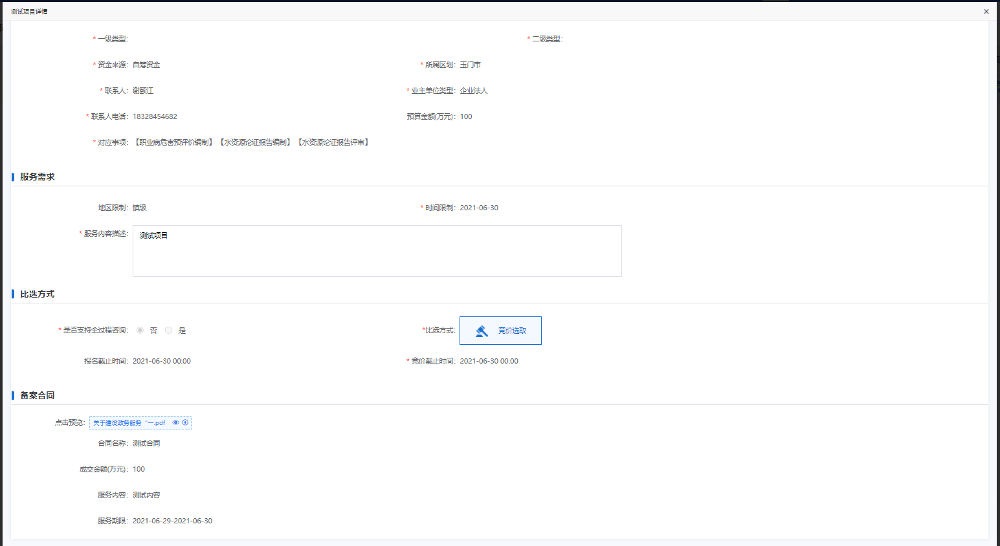 测试项目详情
* 一级类型： * 二级类型：
* 资金来源：自筹资金 * 所属区划：玉门市
* 联系人：谢颐江 * 业主单位类型：企业法人
* 联系人电话：18328454682 预算金额(万元)：100
* 对应事项：【职业病危害预评价编制】【水资源论证报告编制】【水资源论证报告评审】
服务需求
地区限制：镇级 * 时间限制：2021-06-30
* 服务内容描述：测试项目
比选方式
* 是否支持全过程咨询：否 是 *比选方式：竞价选取
报名截止时间：2021-06-30 00:00 * 竞价截止时间：2021-06-30 00:00
备案合同
点击预览：关于建设政务服务“一.pdf
合同名称：测试合同
成交金额(万元)：100
服务内容：测试内容
服务期限：2021-06-29-2021-06-30